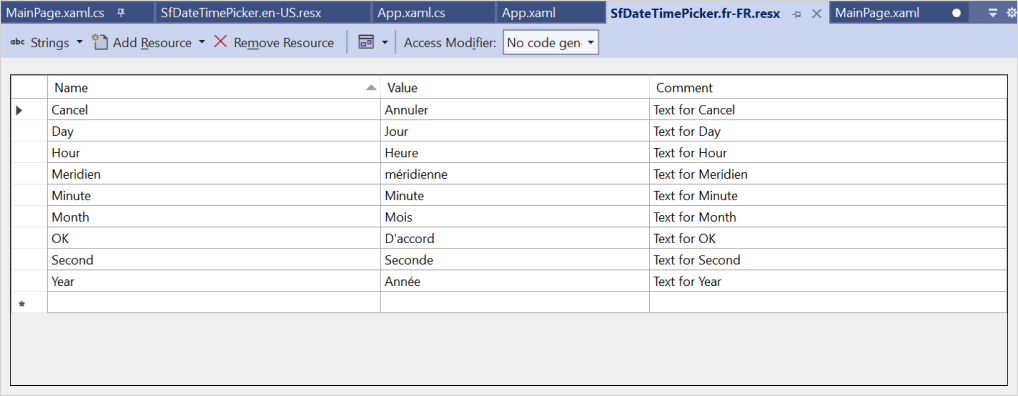 MainPage.xaml.cs SfDateTimePicker.en-US.resx App.xaml.cs App.xaml SfDateTimePicker.fr-FR.resx MainPage.xaml
abc Strings Add Resource Remove Resource Access Modifier: No code gen
Name Value Comment
Cancel Annuler Text for Cancel
Day Jour Text for Day
Hour Heure Text for Hour
Meridien méridienne Text for Meridien
Minute Minute Text for Minute
Month Mois Text for Month
OK D'accord Text for OK
Second Seconde Text for Second
Year Année Text for Year
*